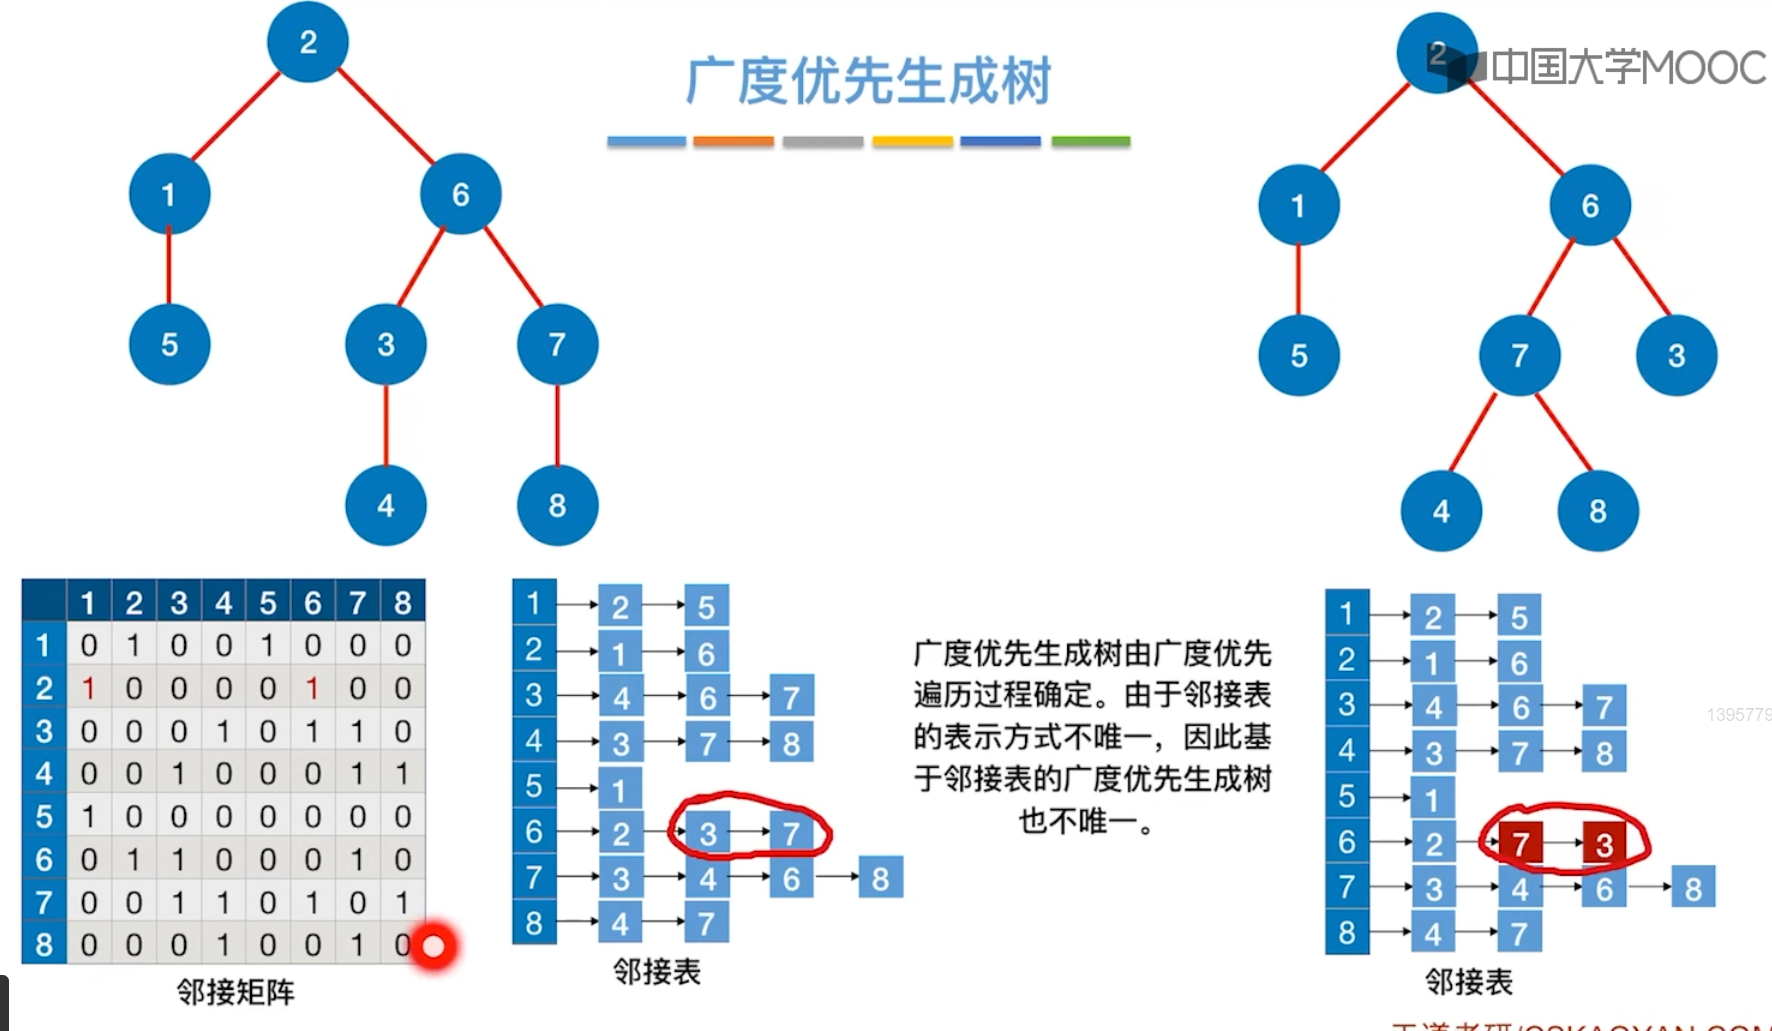 2
1
6
5
3
7
4
8
广度优先生成树
2
中国大学MOOC
1
6
5
7
3
4
8
1 2 3 4 5 6 7 8
1 0 1 0 0 1 0 0 0
2 1 0 0 0 0 1 0 0
3 0 0 0 1 0 1 1 0
4 0 0 1 0 0 0 1 1
5 1 0 0 0 0 0 0 0
6 0 1 1 0 0 0 1 0
7 0 0 1 1 0 1 0 1
8 0 0 0 1 0 0 1 0
邻接矩阵
1 2 5
2 1 6
3 4 6 7
4 3 7 8
5 1
6 2 3 7
7 3 4 6 8
8 4 7
邻接表
广度优先生成树由广度优先
遍历过程确定。由于邻接表
的表示方式不唯一，因此基
于邻接表的广度优先生成树
也不唯一。
1 2 5
2 1 6
3 4 6 7
4 3 7 8
5 1
6 2 7 3
7 3 4 6 8
8 4 7
邻接表
1395779